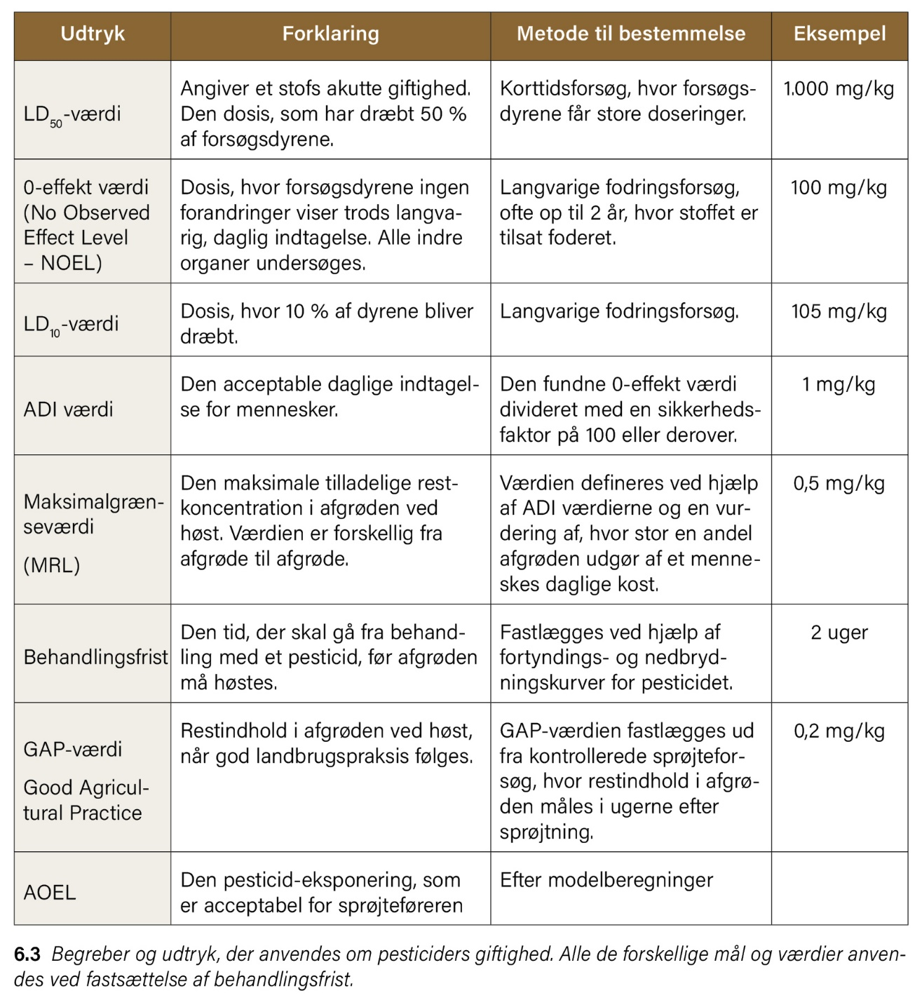 Udtryk
Forklaring
Metode til bestemmelse
Eksempel
LD50-værdi
Angiver et stofs akutte giftighed.
Den dosis, som har dræbt 50 %
af forsøgsdyrene.
Korttidsforsøg, hvor forsøgs-
dyrene får store doseringer.
1.000 mg/kg
0-effekt værdi
(No Observed
Effect Level
– NOEL)
Dosis, hvor forsøgsdyrene ingen
forandringer viser trods langva-
rig, daglig indtagelse. Alle indre
organer undersøges.
Langvarige fodringsforsøg,
ofte op til 2 år, hvor stoffet er
tilsat foderet.
100 mg/kg
LD10-værdi
Dosis, hvor 10 % af dyrene bliver
dræbt.
Langvarige fodringsforsøg.
105 mg/kg
ADI værdi
Den acceptable daglige indtagel-
se for mennesker.
Den fundne 0-effekt værdi
divideret med en sikkerheds-
faktor på 100 eller derover.
1 mg/kg
Maksimalgræn-
seværdi
(MRL)
Den maksimale tilladelige rest-
koncentration i afgrøden ved
høst. Værdien er forskellig fra
afgrøde til afgrøde.
Værdien defineres ved hjælp
af ADI værdierne og en vur-
dering af, hvor stor en andel
afgrøden udgør af et menne-
skes daglige kost.
0,5 mg/kg
Behandlingsfrist
Den tid, der skal gå fra behand-
ling med et pesticid, før afgrøden
må høstes.
Fastlægges ved hjælp af
fortyndings- og nedbryd-
ningskurver for pesticidet.
2 uger
GAP-værdi
Good Agricul-
tural Practice
Restindhold i afgrøden ved høst,
når god landbrugspraksis følges.
GAP-værdien fastlægges ud
fra kontrollerede sprøjtefor-
søg, hvor restindhold i afgrø-
den måles i ugerne efter
sprøjtning.
0,2 mg/kg
AOEL
Den pesticid-eksponering, som
er acceptabel for sprøjteføreren
Efter modelberegninger
6.3 Begreber og udtryk, der anvendes om pesticiders giftighed. Alle de forskellige mål og værdier anven-
des ved fastsættelse af behandlingsfrist.